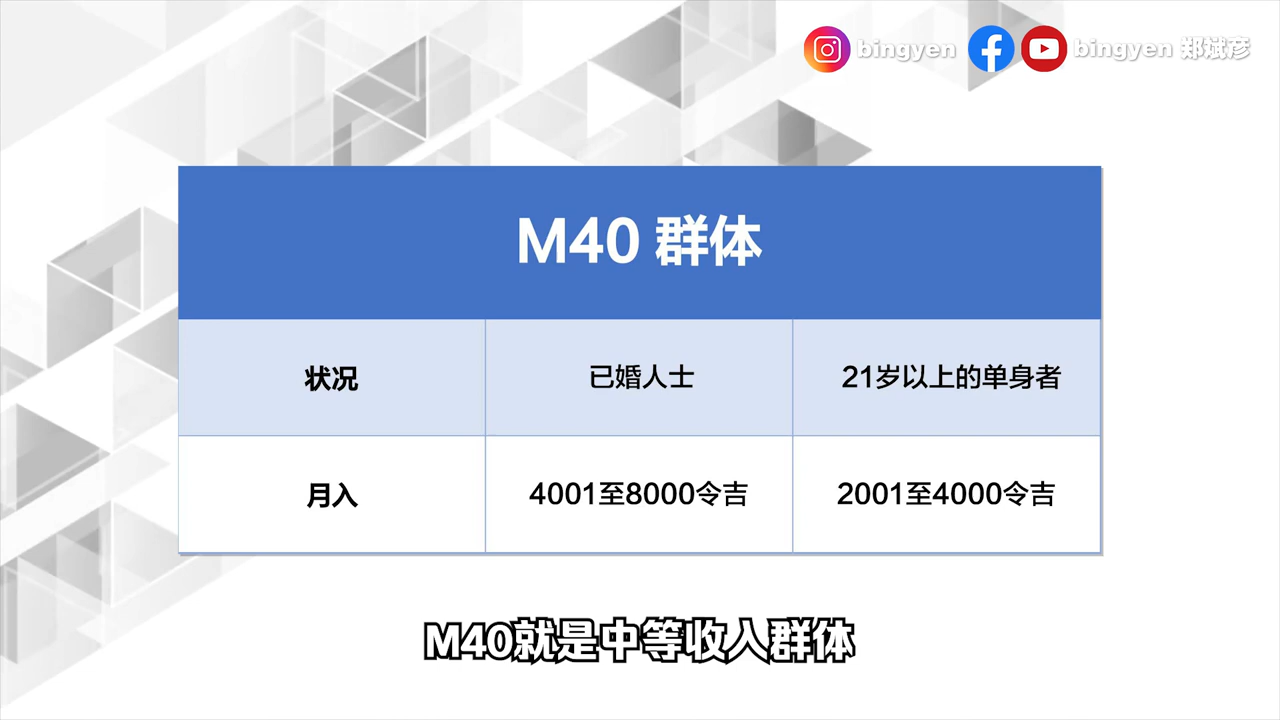 bingyen
bingyen 郑斌彦
M40 群体
状况
已婚人士
21岁以上的单身者
月入
4001至8000令吉
2001至4000令吉
M40就是中等收入群体